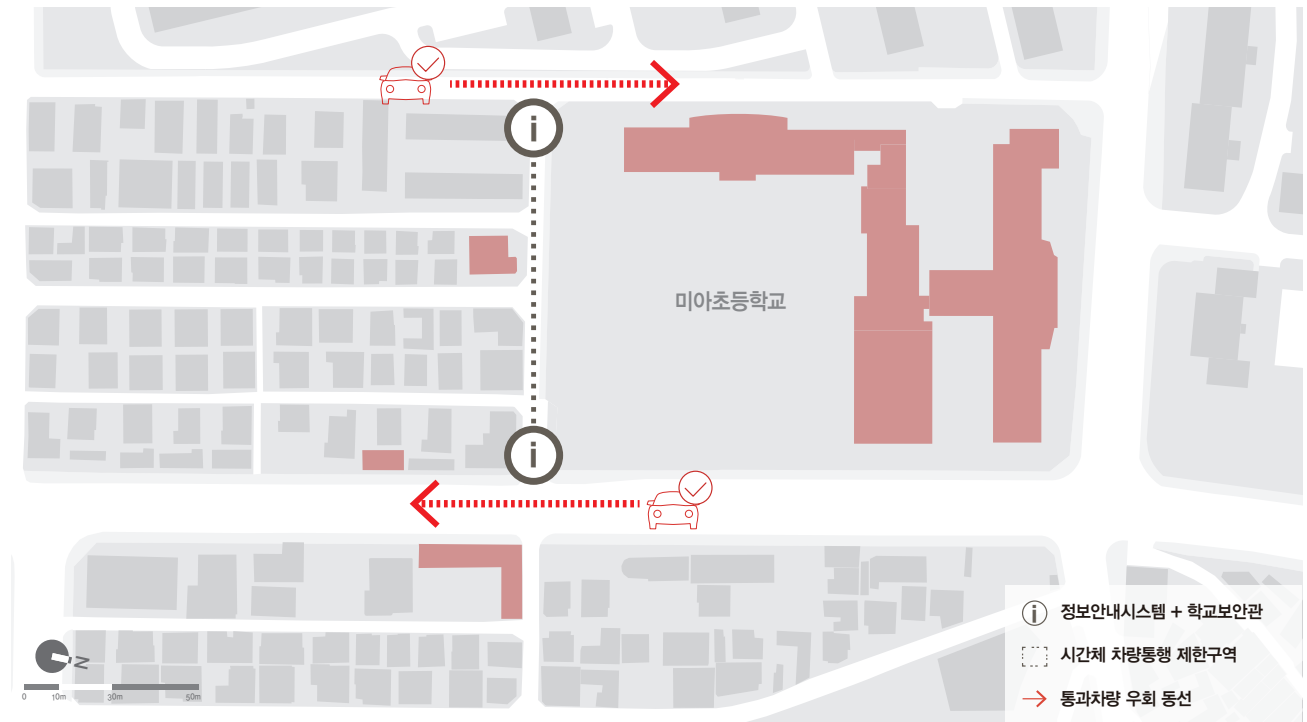 i
미아초등학교
i
i 정보안내시스템 + 학교보안관
시간체 차량통행 제한구역
통과차량 우회 동선
N
0 10m 30m 50m